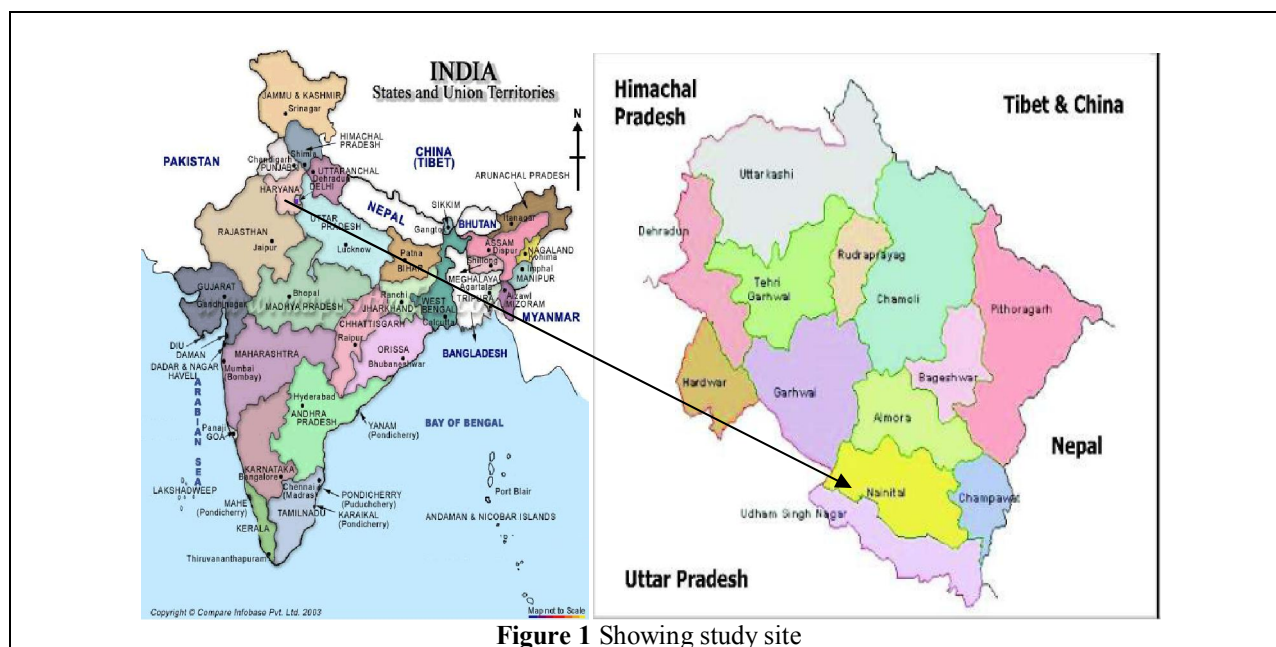 INDIA
States and Union Territories
N
JAMMU & KASHMIR
Srinagar
HIMACHAL
PRADESH
Shimla
PAKISTAN
Chandigarh
PUNJAB
CHINA
(TIBET)
UTTARANCHAL
Dehradun
HARYANA
DELHI
ARUNACHAL PRADESH
Itanagar
NEPAL
SIKKIM
Gangtok
BHUTAN
UTTAR
PRADESH
Lucknow
RAJASTHAN
Jaipur
ASSAM
Dispur
NAGALAND
Kohima
Shillong
MEGHALAYA
Imphal
MANIPUR
Patna
BIHAR
Agartala
TRIPURA
Aizawl
MIZORAM
GUJARAT
Gandhinagar
Bhopal
MADHYA PRADESH
Ranchi
JHARKHAND
WEST
BENGAL
Calcutta
MYANMAR
BANGLADESH
CHHATTISGARH
Raipur
ORISSA
Bhubaneshwar
DIU
DAMAN
DADAR & NAGAR
HAVELI
MAHARASHTRA
Mumbai
(Bombay)
ARABIAN SEA
Hyderabad
ANDHRA
PRADESH
YANAM
(Pondicherry)
BAY OF BENGAL
Panaji
GOA
KARNATAKA
Bangalore
LAKSHADWEEP
Chennai
(Madras)
PONDICHERRY
(Puduchery)
KARAIKAL
(Pondicherry)
MAHE
(Pondicherry)
TAMILNADU
KERALA
Thiruvananthapuram
Port Blair
ANDAMAN & NICOBAR ISLANDS
Copyright © Compare Infobase Pvt. Ltd. 2003
Map not to Scale
Himachal
Pradesh
Tibet & China
Uttarkashi
Dehradun
Rudraprayag
Tehri
Garhwal
Chamoli
Pithoragarh
Hardwar
Garhwal
Bageshwar
Almora
Nepal
Nainital
Champawat
Udham Singh Nagar
Uttar Pradesh
Figure 1 Showing study site